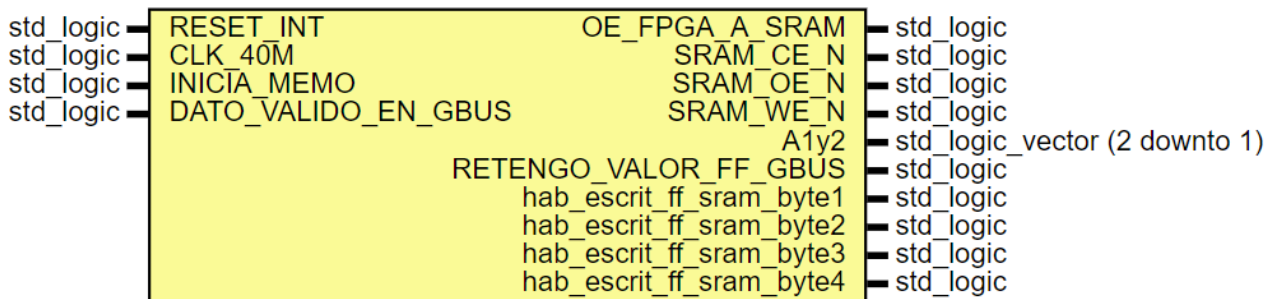 std_logic RESET_INT OE_FPGA_A_SRAM std_logic
std_logic CLK_40M SRAM_CE_N std_logic
std_logic INICIA_MEMO SRAM_OE_N std_logic
std_logic DATO_VALIDO_EN_GBUS SRAM_WE_N std_logic
A1y2 std_logic_vector (2 downto 1)
RETENGO_VALOR_FF_GBUS std_logic
hab_escrit_ff_sram_byte1 std_logic
hab_escrit_ff_sram_byte2 std_logic
hab_escrit_ff_sram_byte3 std_logic
hab_escrit_ff_sram_byte4 std_logic